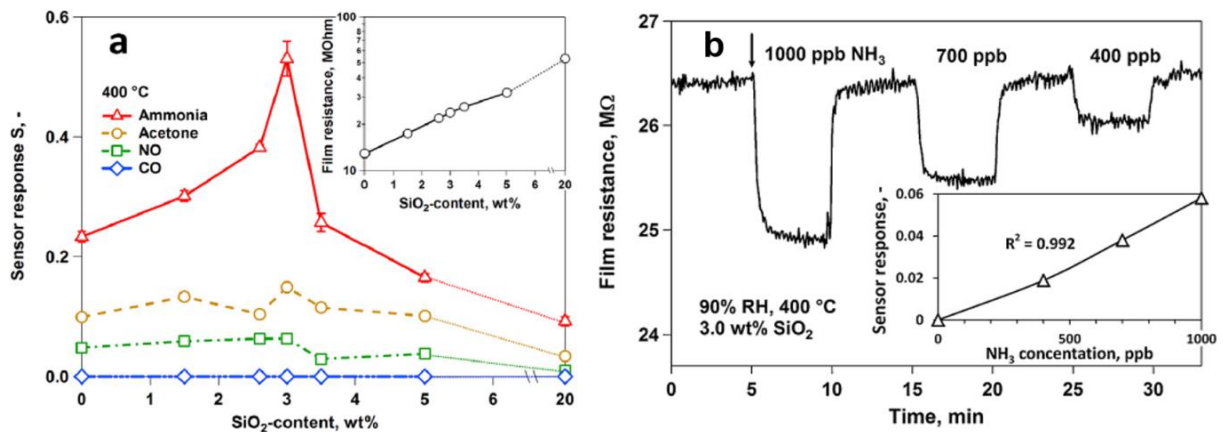 a
0.6
0.4
0.2
0.0
Sensor response S, -
400 °C
Ammonia
Acetone
NO
CO
0
1
2
3
4
5
6
20
SiO₂-content, wt%
100
8
6
5
4
3
2
10
Film resistance, MOhm
0
1
2
3
4
5
6
20
SiO₂-content, wt%
b
27
26
25
24
Film resistance, MΩ
1000 ppb NH₃
700 ppb
400 ppb
90% RH, 400 °C
3.0 wt% SiO₂
0
5
10
15
20
25
30
Time, min
0.06
0.04
0.02
0
Sensor response, -
R² = 0.992
0
500
1000
NH₃ concentation, ppb